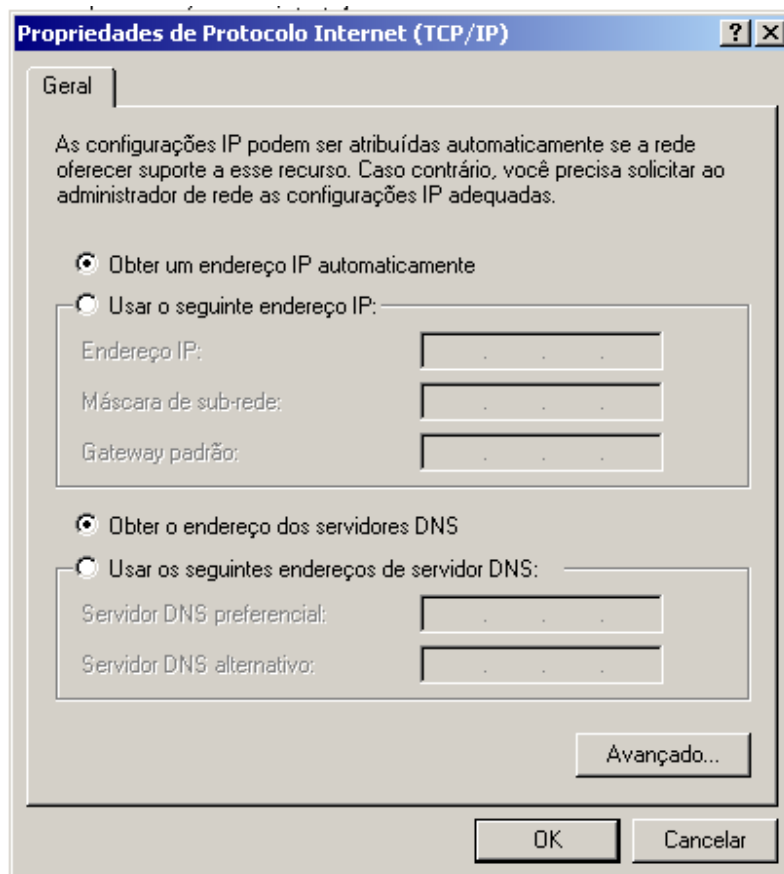 Propriedades de Protocolo Internet (TCP/IP)
Geral
As configurações IP podem ser atribuídas automaticamente se a rede
oferecer suporte a esse recurso. Caso contrário, você precisa solicitar ao
administrador de rede as configurações IP adequadas.
Obter um endereço IP automaticamente
Usar o seguinte endereço IP:
Endereço IP:
Máscara de sub-rede:
Gateway padrão:
Obter o endereço dos servidores DNS
Usar os seguintes endereços de servidor DNS:
Servidor DNS preferencial:
Servidor DNS alternativo:
Avançado...
OK Cancelar